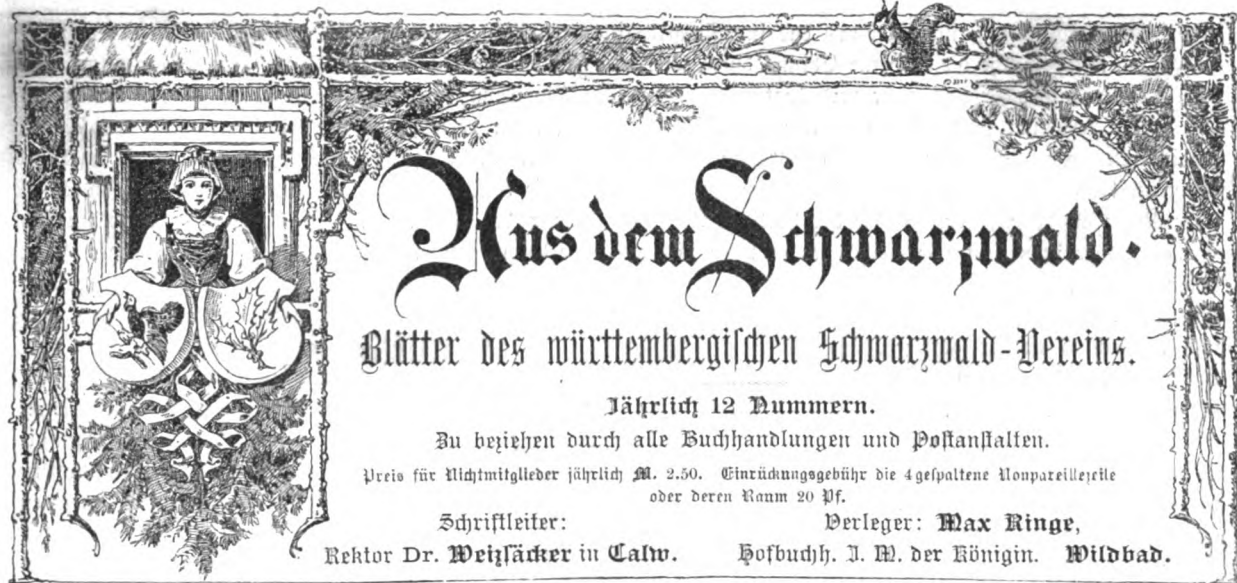 Aus dem Schwarzwald.
Blätter des württembergischen Schwarzwald-Vereins.
Jährlich 12 Nummern.
Zu beziehen durch alle Buchhandlungen und Postanstalten.
Preis für Nichtmitglieder jährlich M. 2.50. Einrückungsgebühr die 4gespaltene Nonpareillezeile
oder deren Raum 20 Pf.
Schriftleiter:
Rektor Dr. Weizsäcker in Calw.
Verleger: Max Ringe,
Hofbuchh. I. M. der Königin. Wildbad.